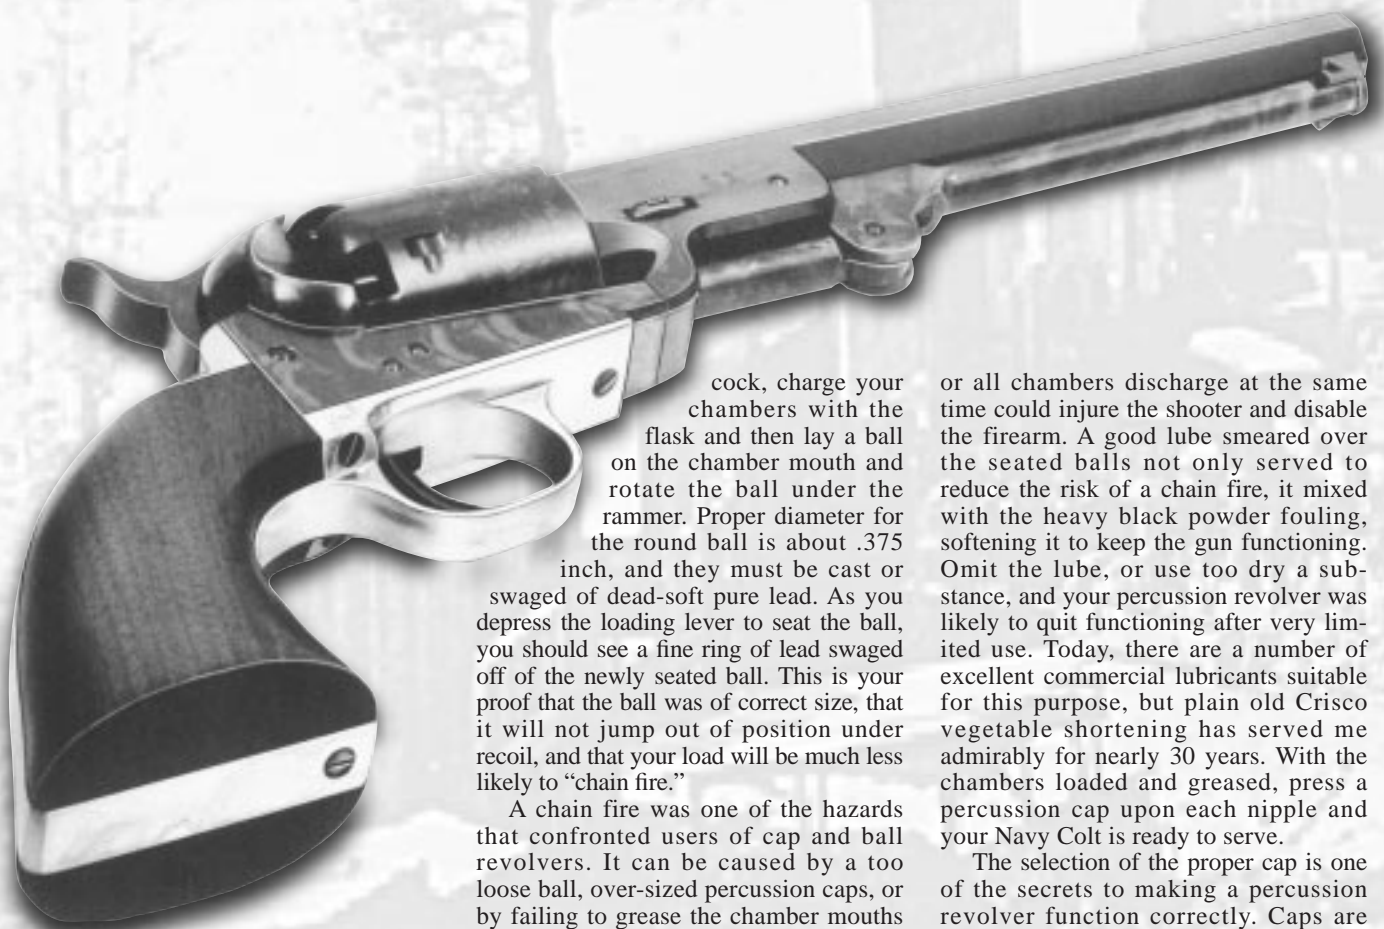 cock, charge your
chambers with the
flask and then lay a ball
on the chamber mouth and
rotate the ball under the
rammer. Proper diameter for
the round ball is about .375
inch, and they must be cast or
swaged of dead-soft pure lead. As you
depress the loading lever to seat the ball,
you should see a fine ring of lead swaged
off of the newly seated ball. This is your
proof that the ball was of correct size, that
it will not jump out of position under
recoil, and that your load will be much less
likely to “chain fire.”
A chain fire was one of the hazards
that confronted users of cap and ball
revolvers. It can be caused by a too
loose ball, over-sized percussion caps, or
by failing to grease the chamber mouths
or all chambers discharge at the same
time could injure the shooter and disable
the firearm. A good lube smeared over
the seated balls not only served to
reduce the risk of a chain fire, it mixed
with the heavy black powder fouling,
softening it to keep the gun functioning.
Omit the lube, or use too dry a sub-
stance, and your percussion revolver was
likely to quit functioning after very lim-
ited use. Today, there are a number of
excellent commercial lubricants suitable
for this purpose, but plain old Crisco
vegetable shortening has served me
admirably for nearly 30 years. With the
chambers loaded and greased, press a
percussion cap upon each nipple and
your Navy Colt is ready to serve.
The selection of the proper cap is one
of the secrets to making a percussion
revolver function correctly. Caps are